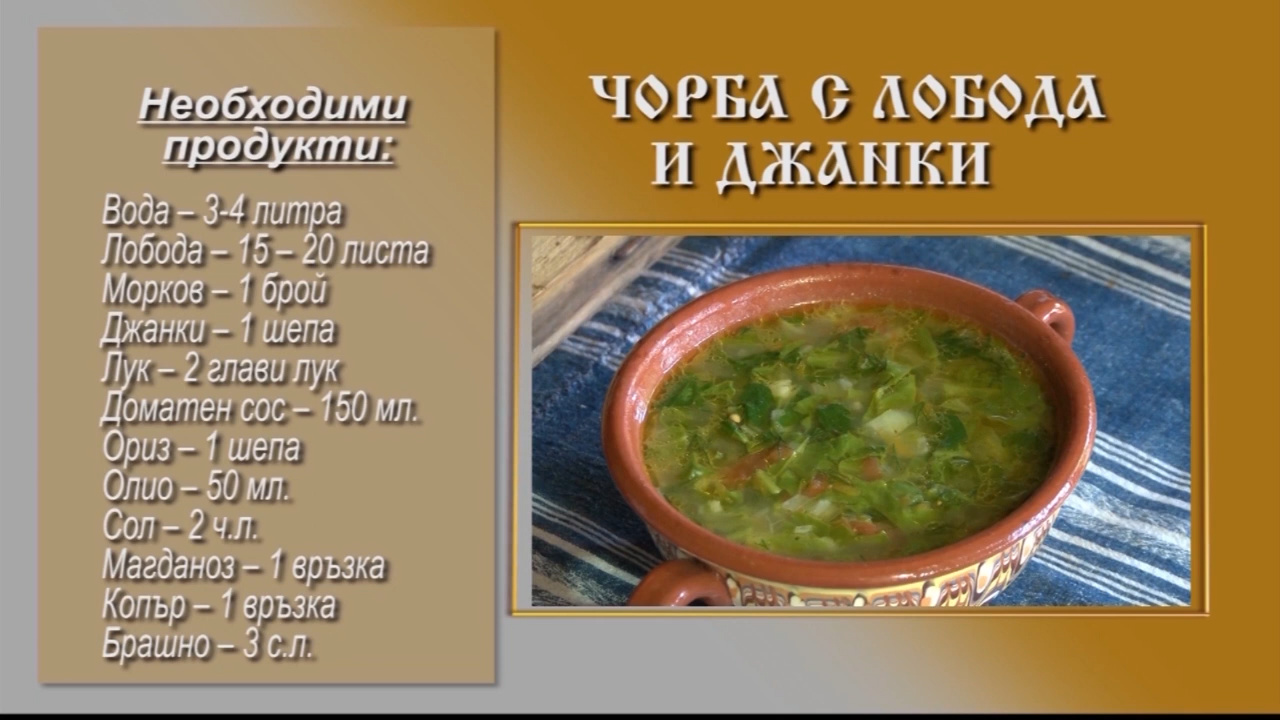 Необходими
продукти:
Вода – 3-4 литра
Лобода – 15 – 20 листа
Морков – 1 брой
Джанки – 1 шепа
Лук – 2 глави лук
Доматен сос – 150 мл.
Ориз – 1 шепа
Олио – 50 мл.
Сол – 2 ч.л.
Магданоз – 1 връзка
Копър – 1 връзка
Брашно – 3 с.л.
ЧОРБА С ЛОБОДА
И ДЖАНКИ